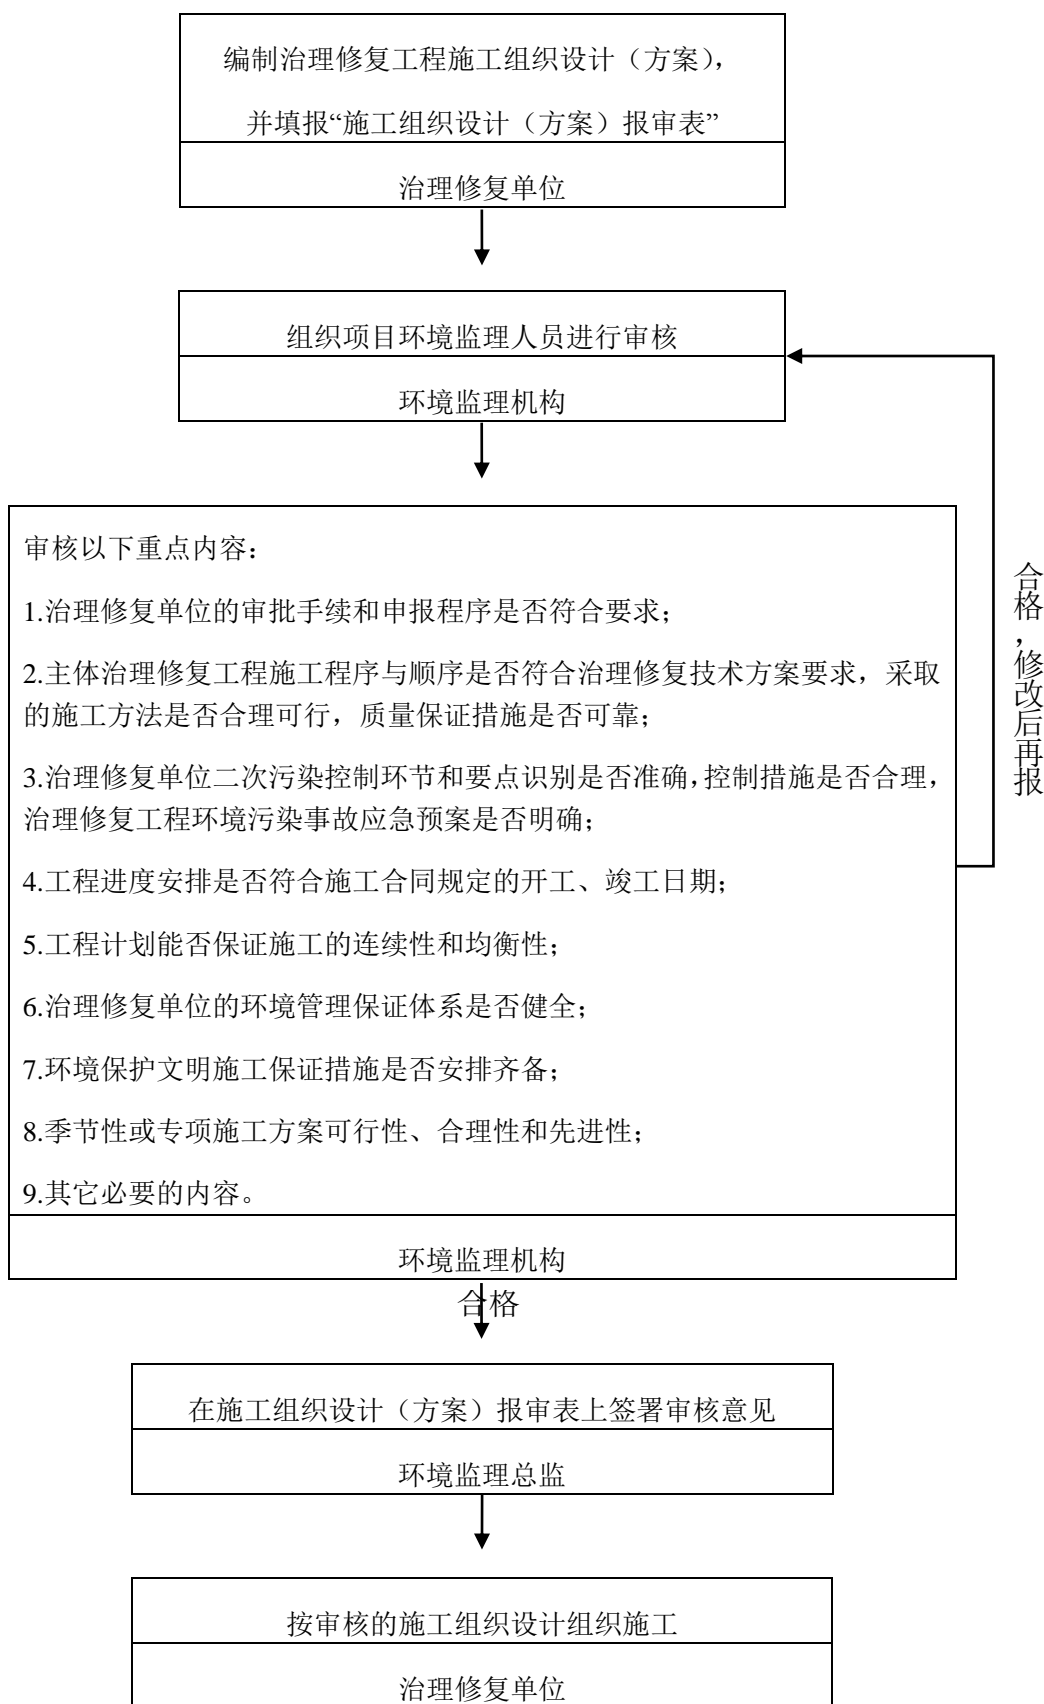 编制治理修复工程施工组织设计（方案），
并填报“施工组织设计（方案）报审表”
治理修复单位
组织项目环境监理人员进行审核
环境监理机构
审核以下重点内容：
1.治理修复单位的审批手续和申报程序是否符合要求；
2.主体治理修复工程施工程序与顺序是否符合治理修复技术方案要求，采取
的施工方法是否合理可行，质量保证措施是否可靠；
3.治理修复单位二次污染控制环节和要点识别是否准确，控制措施是否合理，
治理修复工程环境污染事故应急预案是否明确；
4.工程进度安排是否符合施工合同规定的开工、竣工日期；
5.工程计划能否保证施工的连续性和均衡性；
6.治理修复单位的环境管理保证体系是否健全；
7.环境保护文明施工保证措施是否安排齐备；
8.季节性或专项施工方案可行性、合理性和先进性；
9.其它必要的内容。
环境监理机构
合格，修改后再报
合格
在施工组织设计（方案）报审表上签署审核意见
环境监理总监
按审核的施工组织设计组织施工
治理修复单位